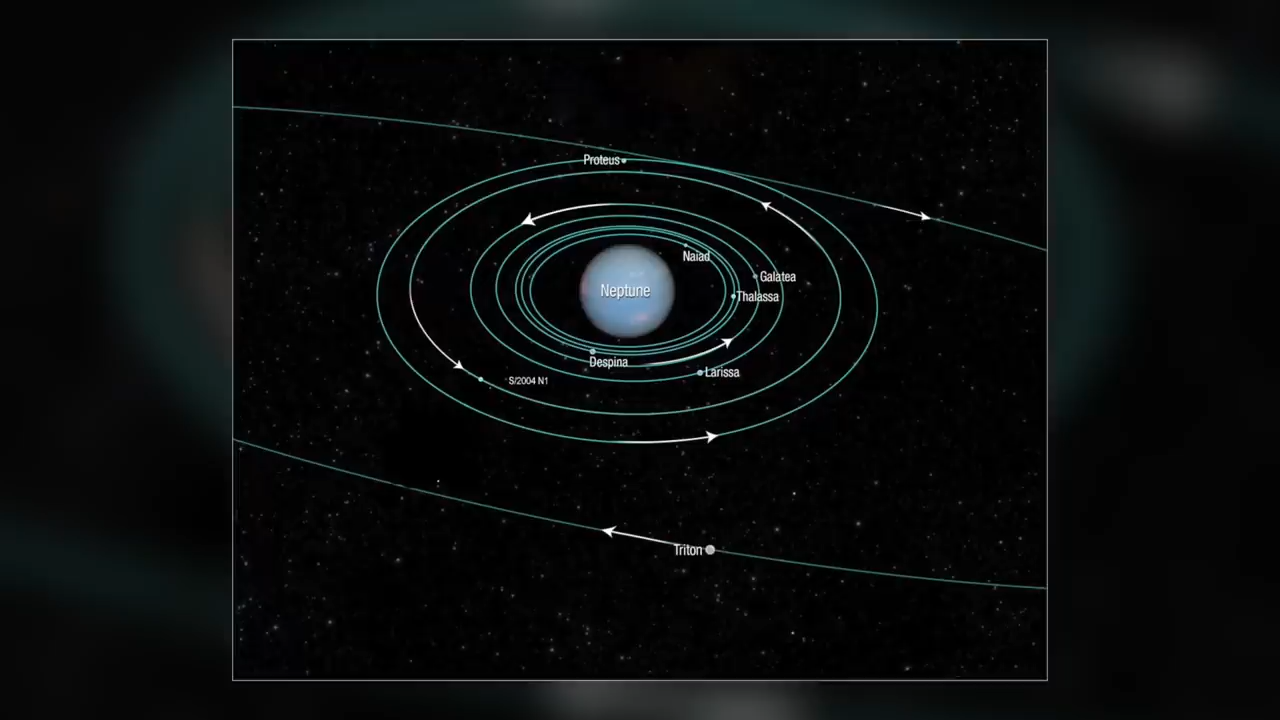 Proteus
Naiad
Galatea
Neptune
Thalassa
Despina
Larissa
S/2004 N1
Triton